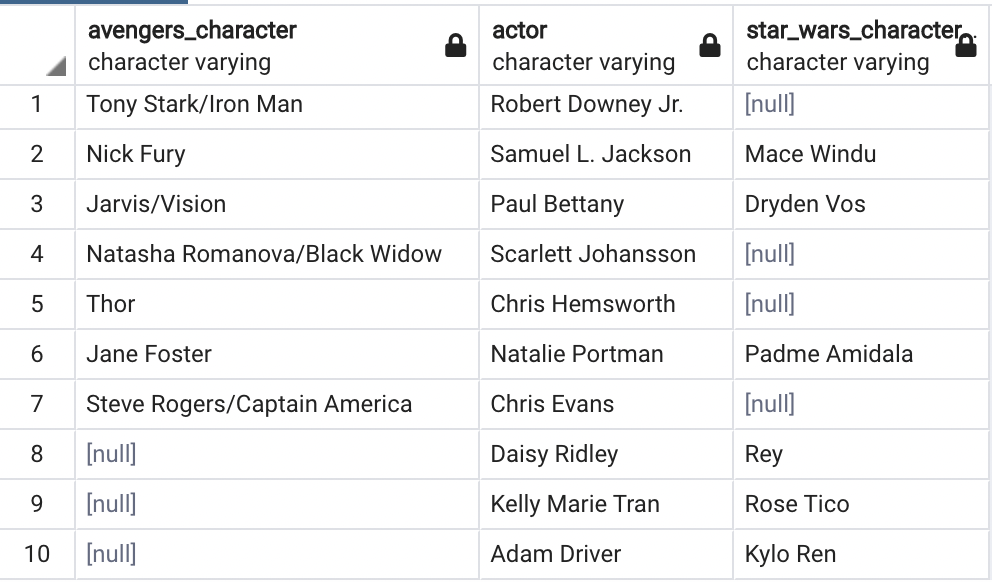 avengers_character actor star_wars_character
character varying character varying character varying
1 Tony Stark/Iron Man Robert Downey Jr. [null]
2 Nick Fury Samuel L. Jackson Mace Windu
3 Jarvis/Vision Paul Bettany Dryden Vos
4 Natasha Romanova/Black Widow Scarlett Johansson [null]
5 Thor Chris Hemsworth [null]
6 Jane Foster Natalie Portman Padme Amidala
7 Steve Rogers/Captain America Chris Evans [null]
8 [null] Daisy Ridley Rey
9 [null] Kelly Marie Tran Rose Tico
10 [null] Adam Driver Kylo Ren